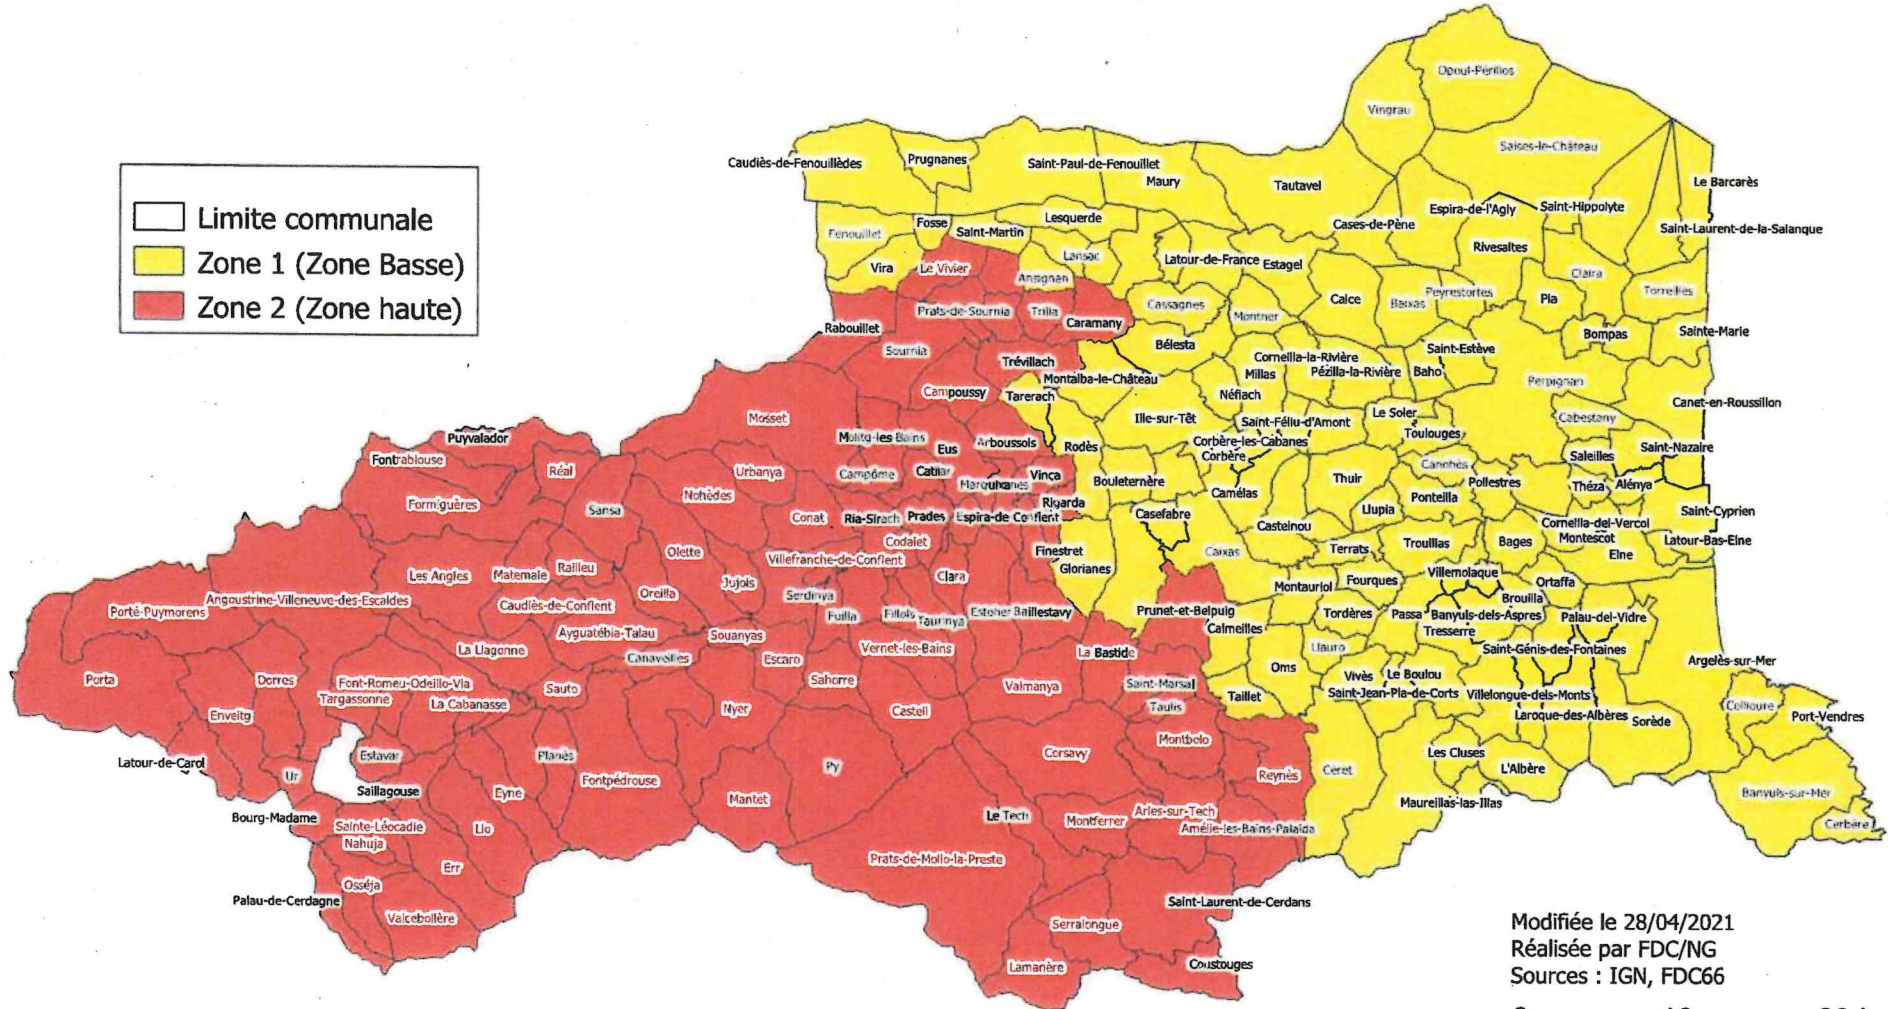 Limite communale
Zone 1 (Zone Basse)
Zone 2 (Zone haute)
Opoul-Périllos
Vingrau
Salses-le-Château
Caudiès-de-Fenouillèdes
Prugnanes
Saint-Paul-de-Fenouillet
Maury
Tautavel
Le Barcarès
Espira-de-l'Agly
Saint-Hippolyte
Fosse
Lesquerde
Cases-de-Pène
Saint-Laurent-de-la-Salanque
Fenouillet
Saint-Martin
Rivesaltes
Vira
Le Vivier
Lansac
Latour-de-France
Estagel
Ansignan
Claira
Torreilles
Cassagnes
Calce
Baixas
Peyrestortes
Pia
Prats-de-Sournia
Trilla
Caramany
Montner
Rabouillet
Bompas
Sainte-Marie
Sournia
Bélesta
Saint-Estève
Trévillach
Corneilla-la-Rivière
Millas
Pézilla-la-Rivière
Baho
Montalba-le-Château
Perpignan
Campoussy
Tarerach
Néfiach
Canet-en-Roussillon
Mosset
Ille-sur-Têt
Saint-Féliu-d'Amont
Le Soler
Cabestany
Puyvalador
Molitg-les-Bains
Eus
Arboussols
Rodès
Corbère-les-Cabanes
Toulouges
Saint-Nazaire
Fontrabiouse
Réal
Urbanya
Campôme
Catllar
Corbère
Canohès
Saleilles
Marquixanes
Vinça
Bouleternère
Thuir
Pollestres
Théza
Alénya
Formiguères
Nohèdes
Camélas
Ponteilla
Sansa
Rigarda
Llupia
Saint-Cyprien
Conat
Ria-Sirach
Prades
Espira-de Conflent
Casefabre
Castelnou
Corneilla-del-Vercol
Montescot
Codalet
Trouillas
Bages
Latour-Bas-Elne
Olette
Villefranche-de-Conflent
Finestret
Caixas
Terrats
Elne
Les Angles
Matemale
Railleu
Jujols
Clara
Glorianes
Montauriol
Fourques
Villemolaque
Ortaffa
Angoustrine-Villeneuve-des-Escaldes
Oreilla
Serdinya
Brouilla
Porté-Puymorens
Caudiès-de-Conflent
Fuilla
Fillols
Taurinya
Estoher
Baillestavy
Prunet-et-Belpuig
Tordères
Passa
Banyuls-dels-Aspres
Palau-del-Vidre
Ayguatébia-Talau
Souanyas
Calmeilles
Tresserre
La Llagonne
Canaveilles
Escaro
Vernet-les-Bains
La Bastide
Llauro
Saint-Génis-des-Fontaines
Porta
Dorres
Font-Romeu-Odeillo-Via
Sauto
Sahorre
Valmanya
Saint-Marsal
Oms
Vivès
Le Boulou
Argelès-sur-Mer
Targassonne
La Cabanasse
Taillet
Saint-Jean-Pla-de-Corts
Villelongue-dels-Monts
Enveitg
Nyer
Castell
Taulis
Collioure
Laroque-des-Albères
Sorède
Port-Vendres
Montbolo
Latour-de-Carol
Estavar
Planès
Corsavy
Les Cluses
Ur
Fontpédrouse
Py
Reynès
Céret
L'Albère
Saillagouse
Eyne
Mantet
Maureillas-las-Illas
Banyuls-sur-Mer
Bourg-Madame
Sainte-Léocadie
Llo
Le Tech
Montferrer
Arles-sur-Tech
Amélie-les-Bains-Palalda
Cerbère
Nahuja
Err
Prats-de-Mollo-la-Preste
Osséja
Palau-de-Cerdagne
Valcebollère
Saint-Laurent-de-Cerdans
Serralongue
Lamanère
Coustouges
Modifiée le 28/04/2021
Réalisée par FDC/NG
Sources : IGN, FDC66